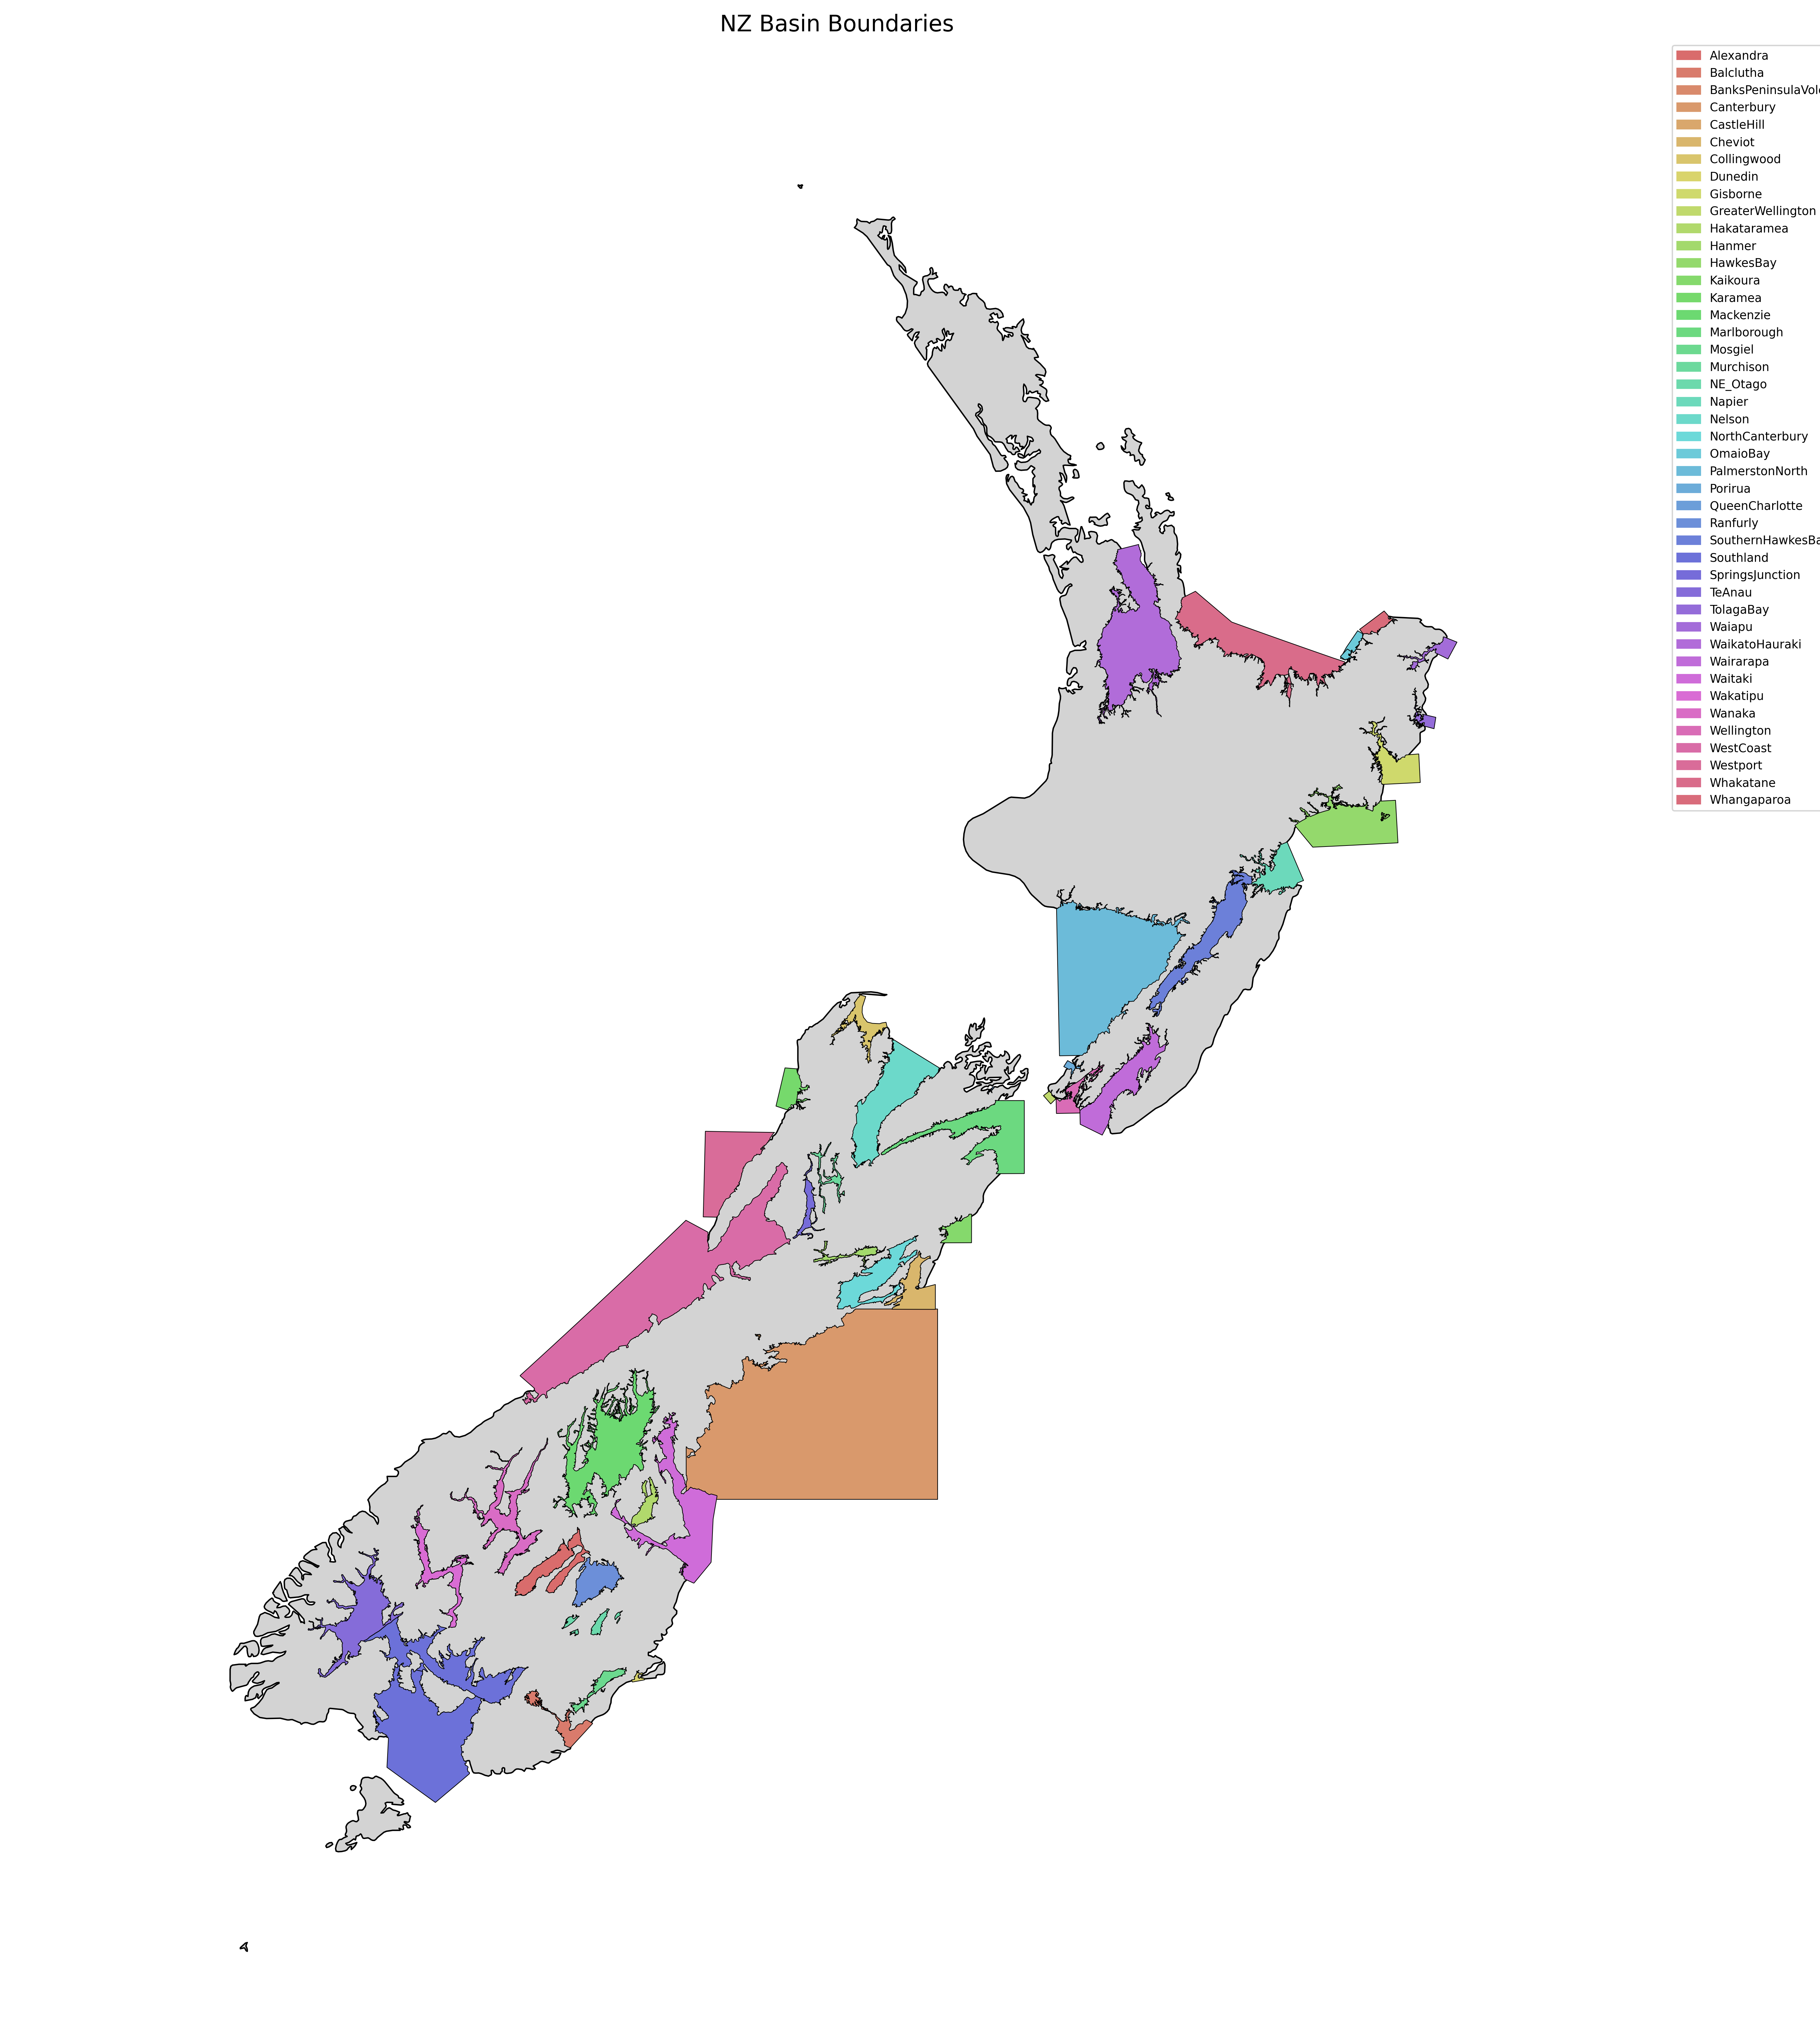 NZ Basin Boundaries
Alexandra
Balclutha
BanksPeninsulaVol
Canterbury
CastleHill
Cheviot
Collingwood
Dunedin
Gisborne
GreaterWellington
Hakataramea
Hanmer
HawkesBay
Kaikoura
Karamea
Mackenzie
Marlborough
Mosgiel
Murchison
NE_Otago
Napier
Nelson
NorthCanterbury
OmaioBay
PalmerstonNorth
Porirua
QueenCharlotte
Ranfurly
SouthernHawkesBa
Southland
SpringsJunction
TeAnau
TolagaBay
Waiapu
WaikatoHauraki
Wairarapa
Waitaki
Wakatipu
Wanaka
Wellington
WestCoast
Westport
Whakatane
Whangaparoa